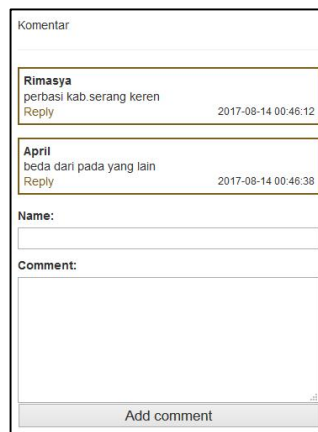 Komentar
Rimasya
perbasi kab.serang keren
Reply 2017-08-14 00:46:12
April
beda dari pada yang lain
Reply 2017-08-14 00:46:38
Name:
Comment:
Add comment